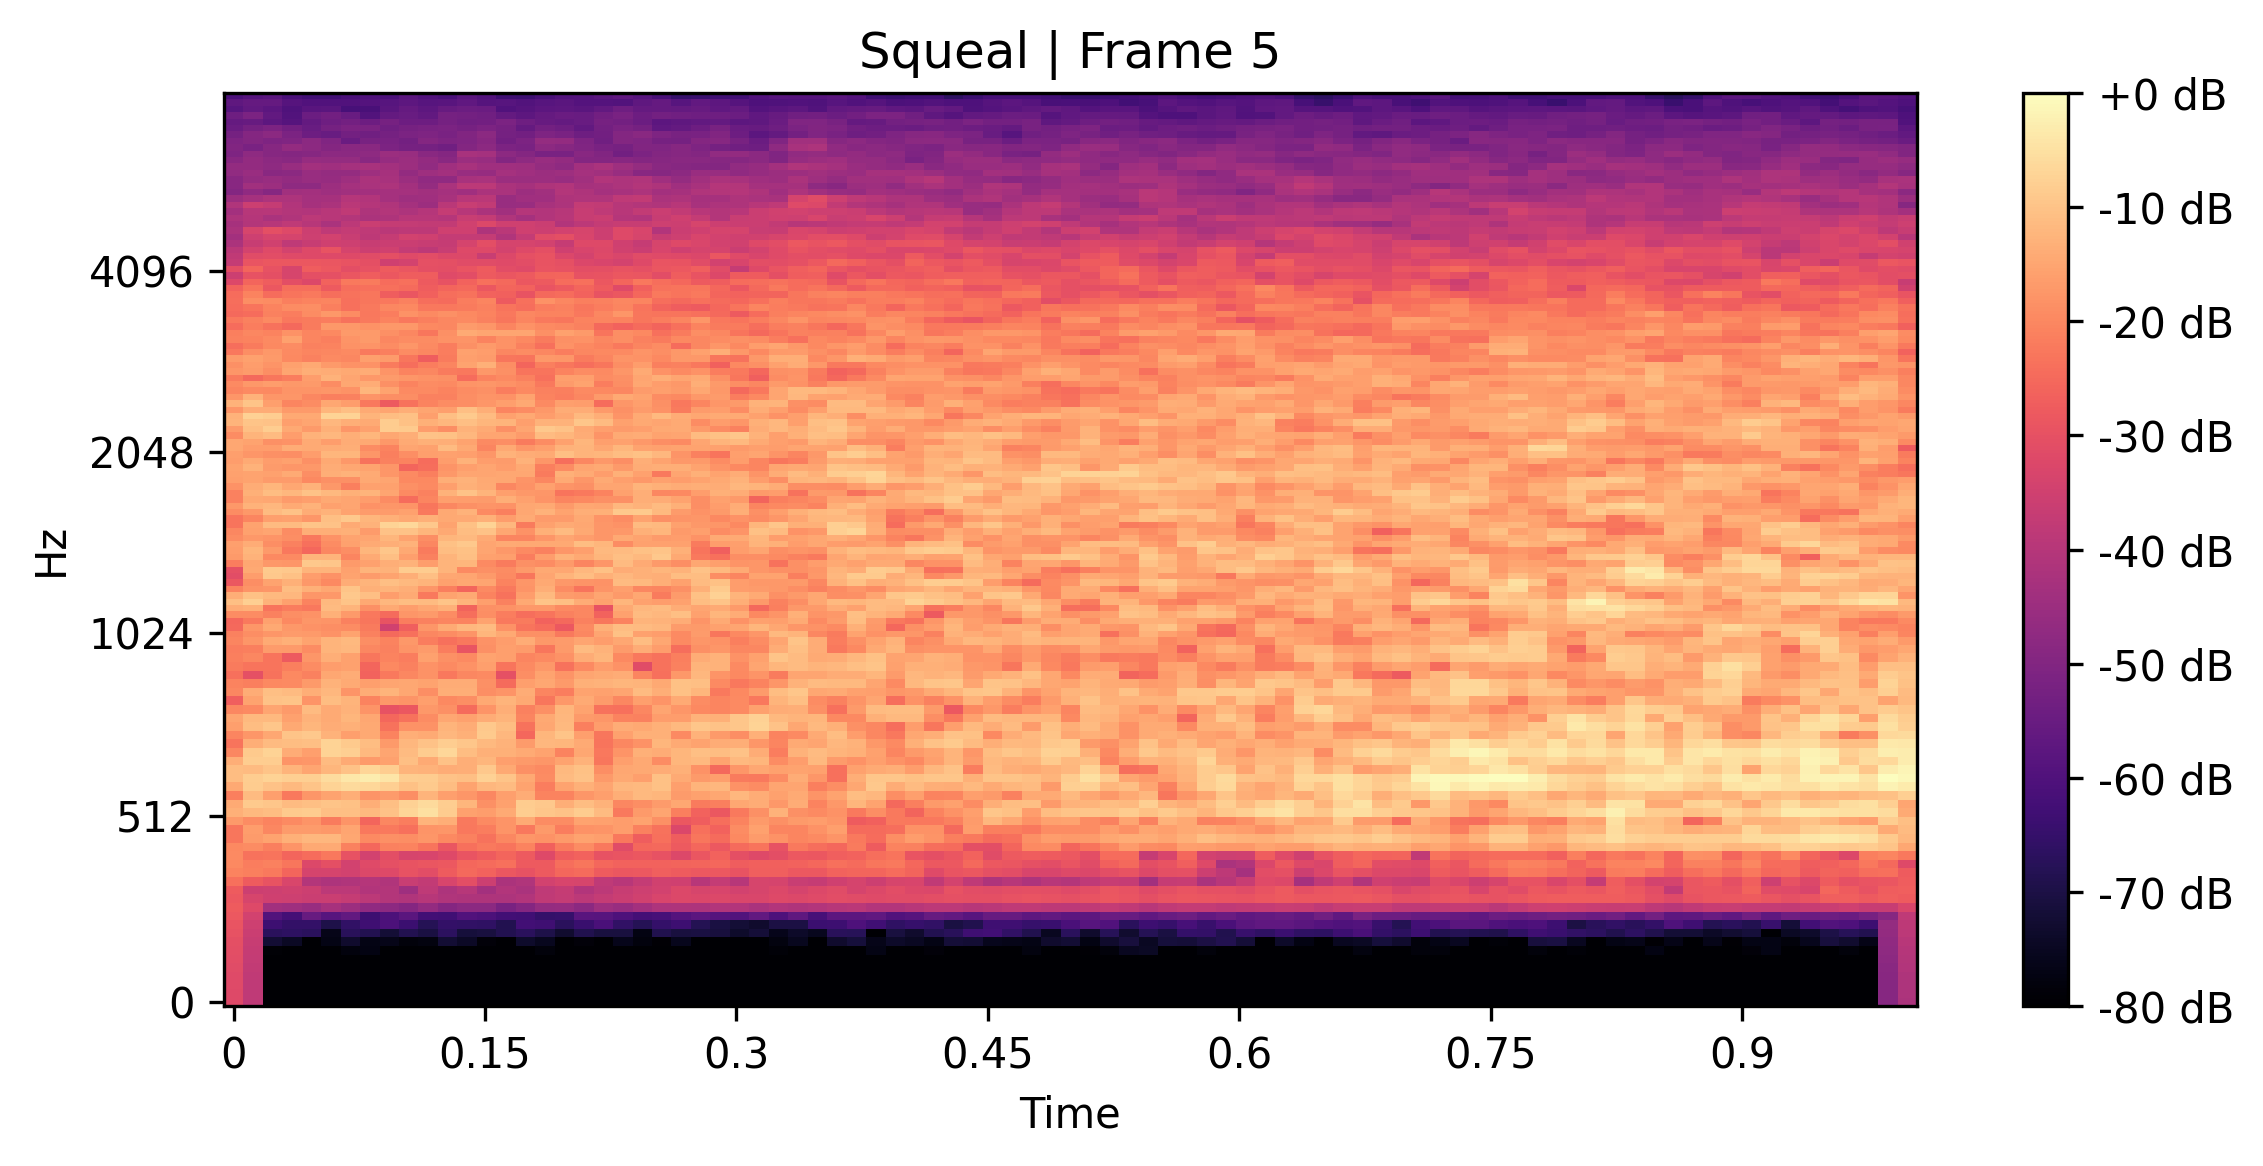 Squeal | Frame 5
Hz
4096
2048
1024
512
0
0 0.15 0.3 0.45 0.6 0.75 0.9
Time
+0 dB
-10 dB
-20 dB
-30 dB
-40 dB
-50 dB
-60 dB
-70 dB
-80 dB